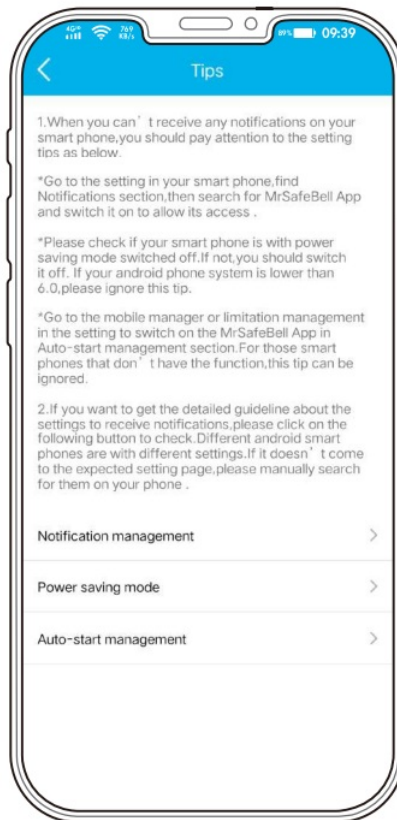 4G 769 KB/s 89% 09:39
Tips
1.When you can't receive any notifications on your
smart phone,you should pay attention to the setting
tips as below.
*Go to the setting in your smart phone,find
Notifications section,then search for MrSafeBell App
and switch it on to allow its access .
*Please check if your smart phone is with power
saving mode switched off.If not,you should switch
it off. If your android phone system is lower than
6.0,please ignore this tip.
*Go to the mobile manager or limitation management
in the setting to switch on the MrSafeBell App in
Auto-start management section.For those smart
phones that don't have the function,this tip can be
ignored.
2.If you want to get the detailed guideline about the
settings to receive notifications,please click on the
following button to check.Different android smart
phones are with different settings.If it doesn't come
to the expected setting page,please manually search
for them on your phone .
Notification management
Power saving mode
Auto-start management